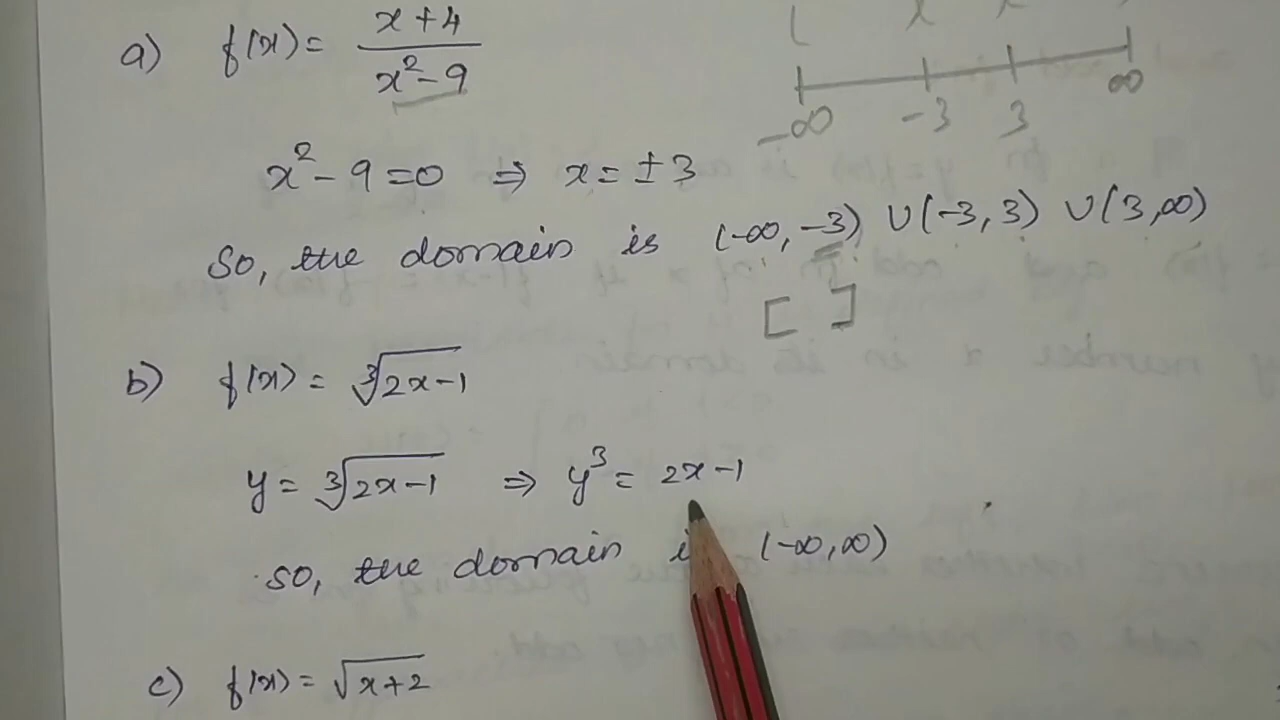 a) f(x) = x+4 / x²-9
-∞ -3 3 ∞
x²-9=0 ⇒ x=±3
So, the domain is (-∞, -3) ∪ (-3, 3) ∪ (3, ∞)
[ ]
b) f(x) = ∛2x-1
y = ∛2x-1 ⇒ y³ = 2x-1
so, the domain is (-∞, ∞)
c) f(x) = √x+2